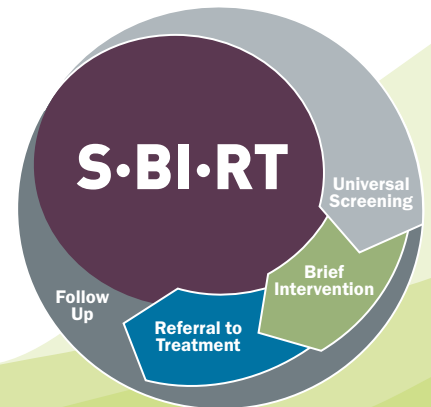 S•BI•RT
Universal
Screening
Brief
Intervention
Referral to
Treatment
Follow
Up